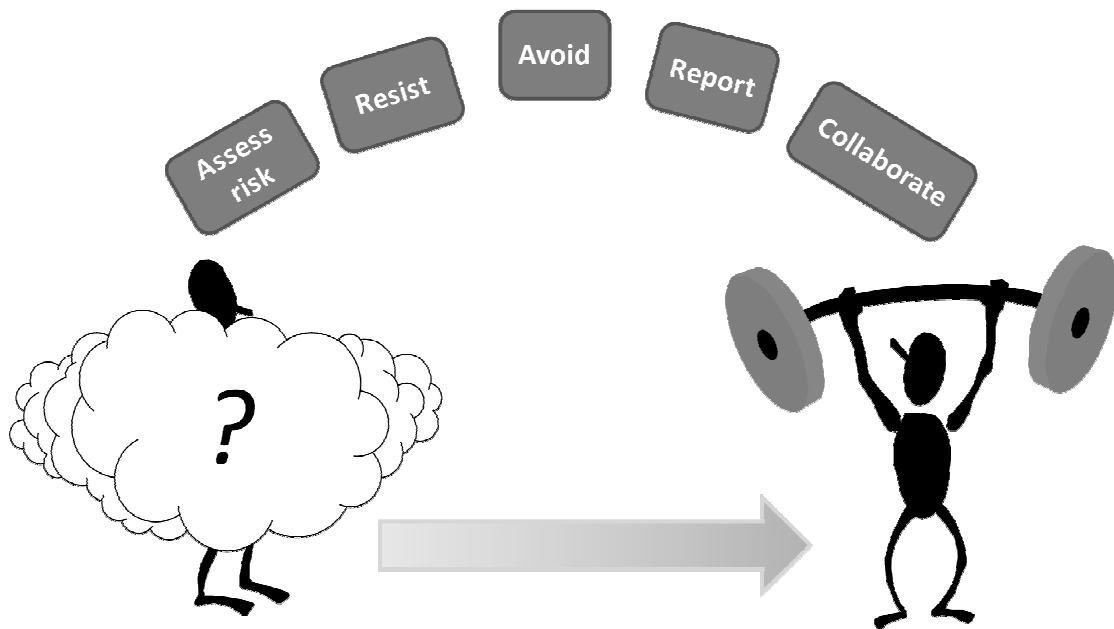 Assess
risk
Resist
Avoid
Report
Collaborate
?